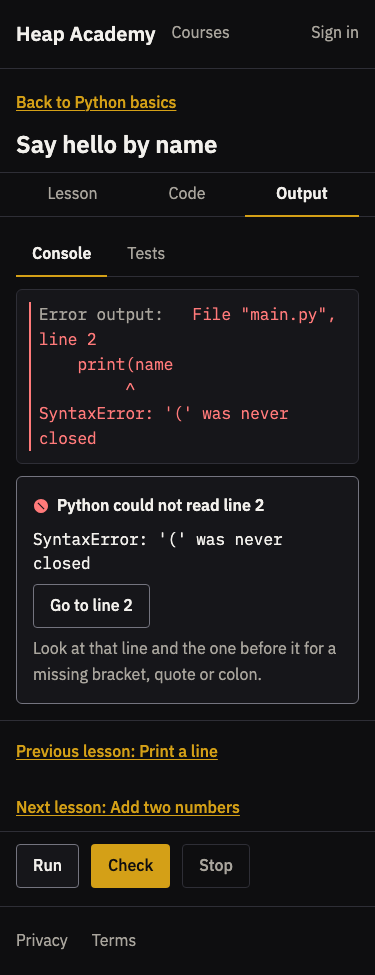 Heap Academy Courses Sign in
Back to Python basics
Say hello by name
Lesson Code Output
Console Tests
Error output:   File "main.py",
line 2
    print(name
         ^
SyntaxError: '(' was never
closed
Python could not read line 2
SyntaxError: '(' was never
closed
Go to line 2
Look at that line and the one before it for a
missing bracket, quote or colon.
Previous lesson: Print a line
Next lesson: Add two numbers
Run Check Stop
Privacy Terms